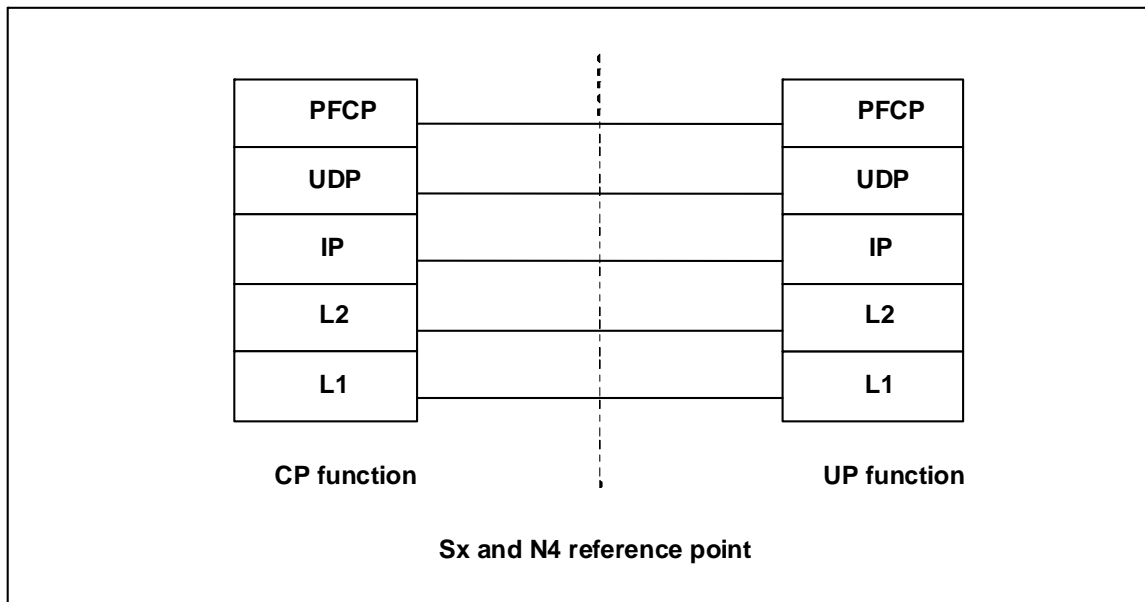 PFCP PFCP
UDP UDP
IP IP
L2 L2
L1 L1
CP function UP function
Sx and N4 reference point